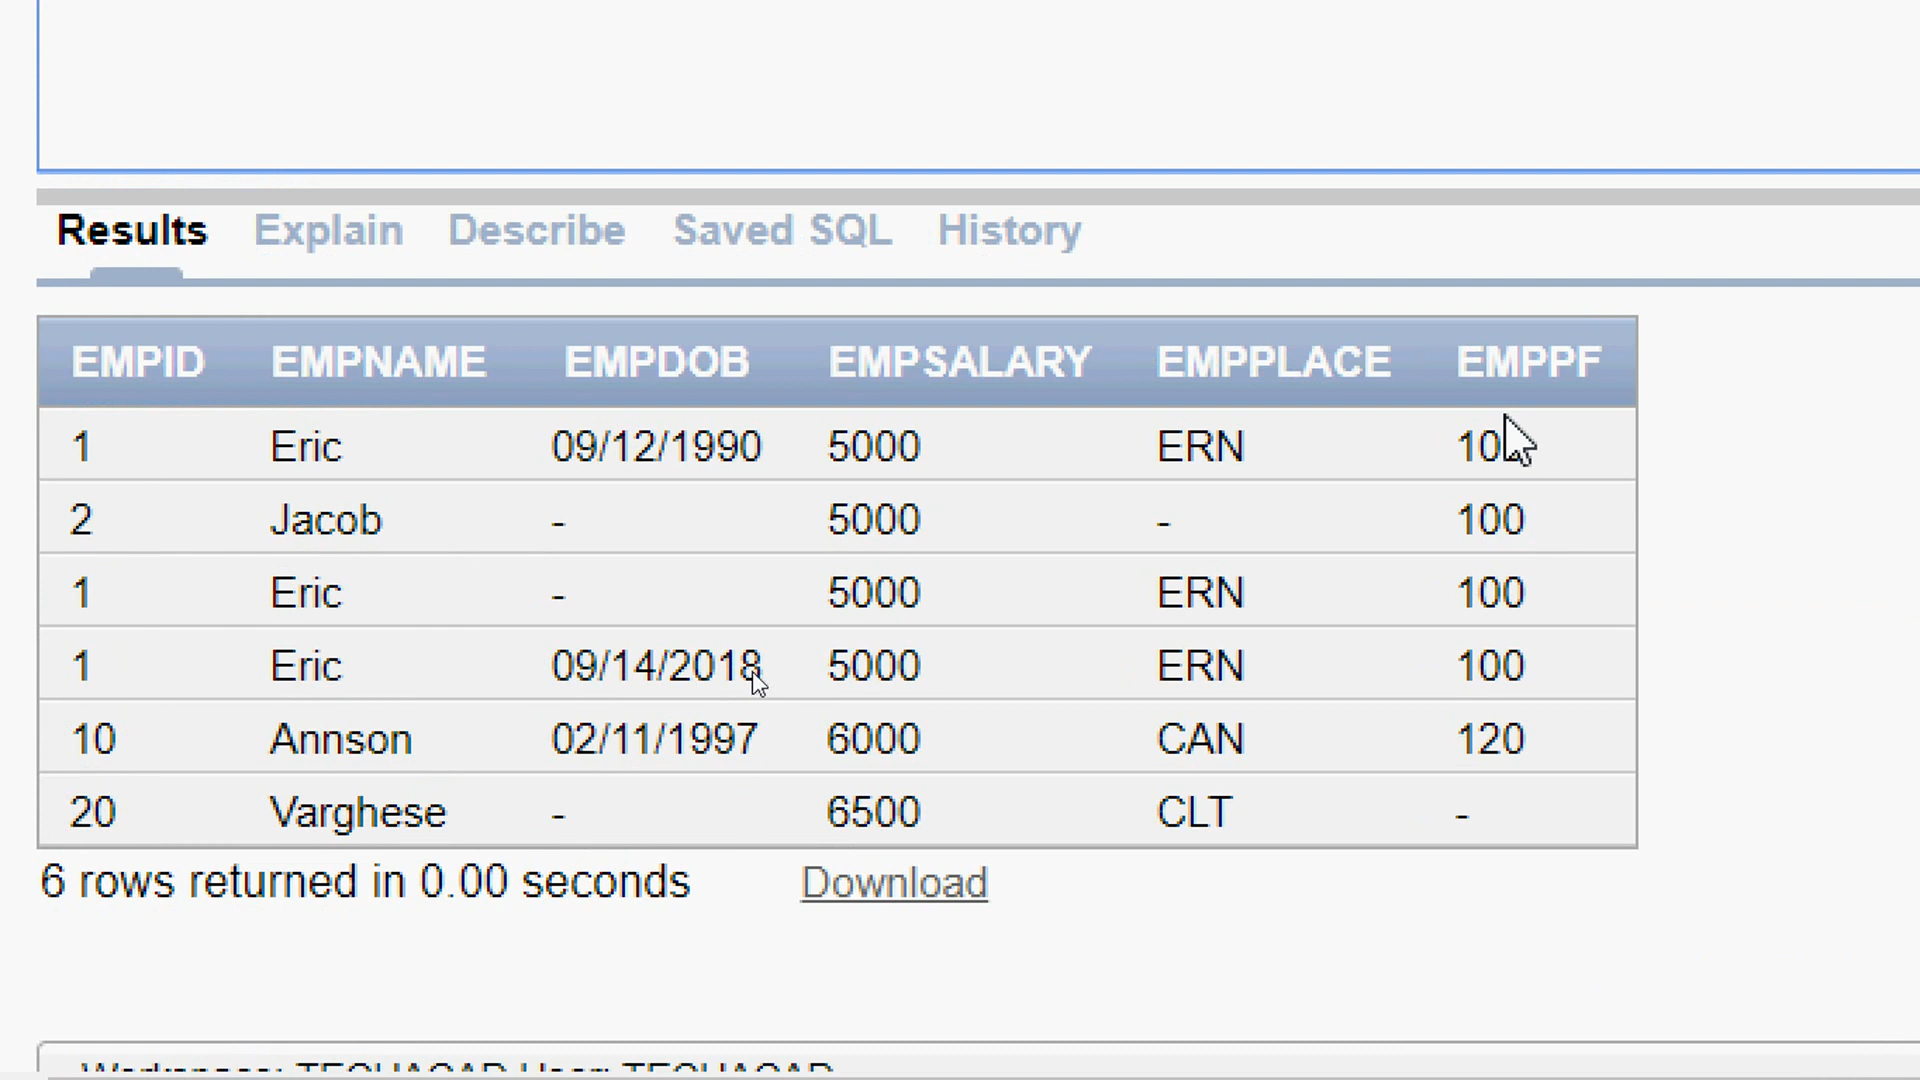 Results Explain Describe Saved SQL History
EMPID EMPNAME EMPDOB EMPSALARY EMPPLACE EMPPF
1 Eric 09/12/1990 5000 ERN
2 Jacob - 5000 - 100
1 Eric - 5000 ERN 100
1 Eric 09/14/2018 5000 ERN 100
10 Annson 02/11/1997 6000 CAN 120
20 Varghese - 6500 CLT -
6 rows returned in 0.00 seconds Download